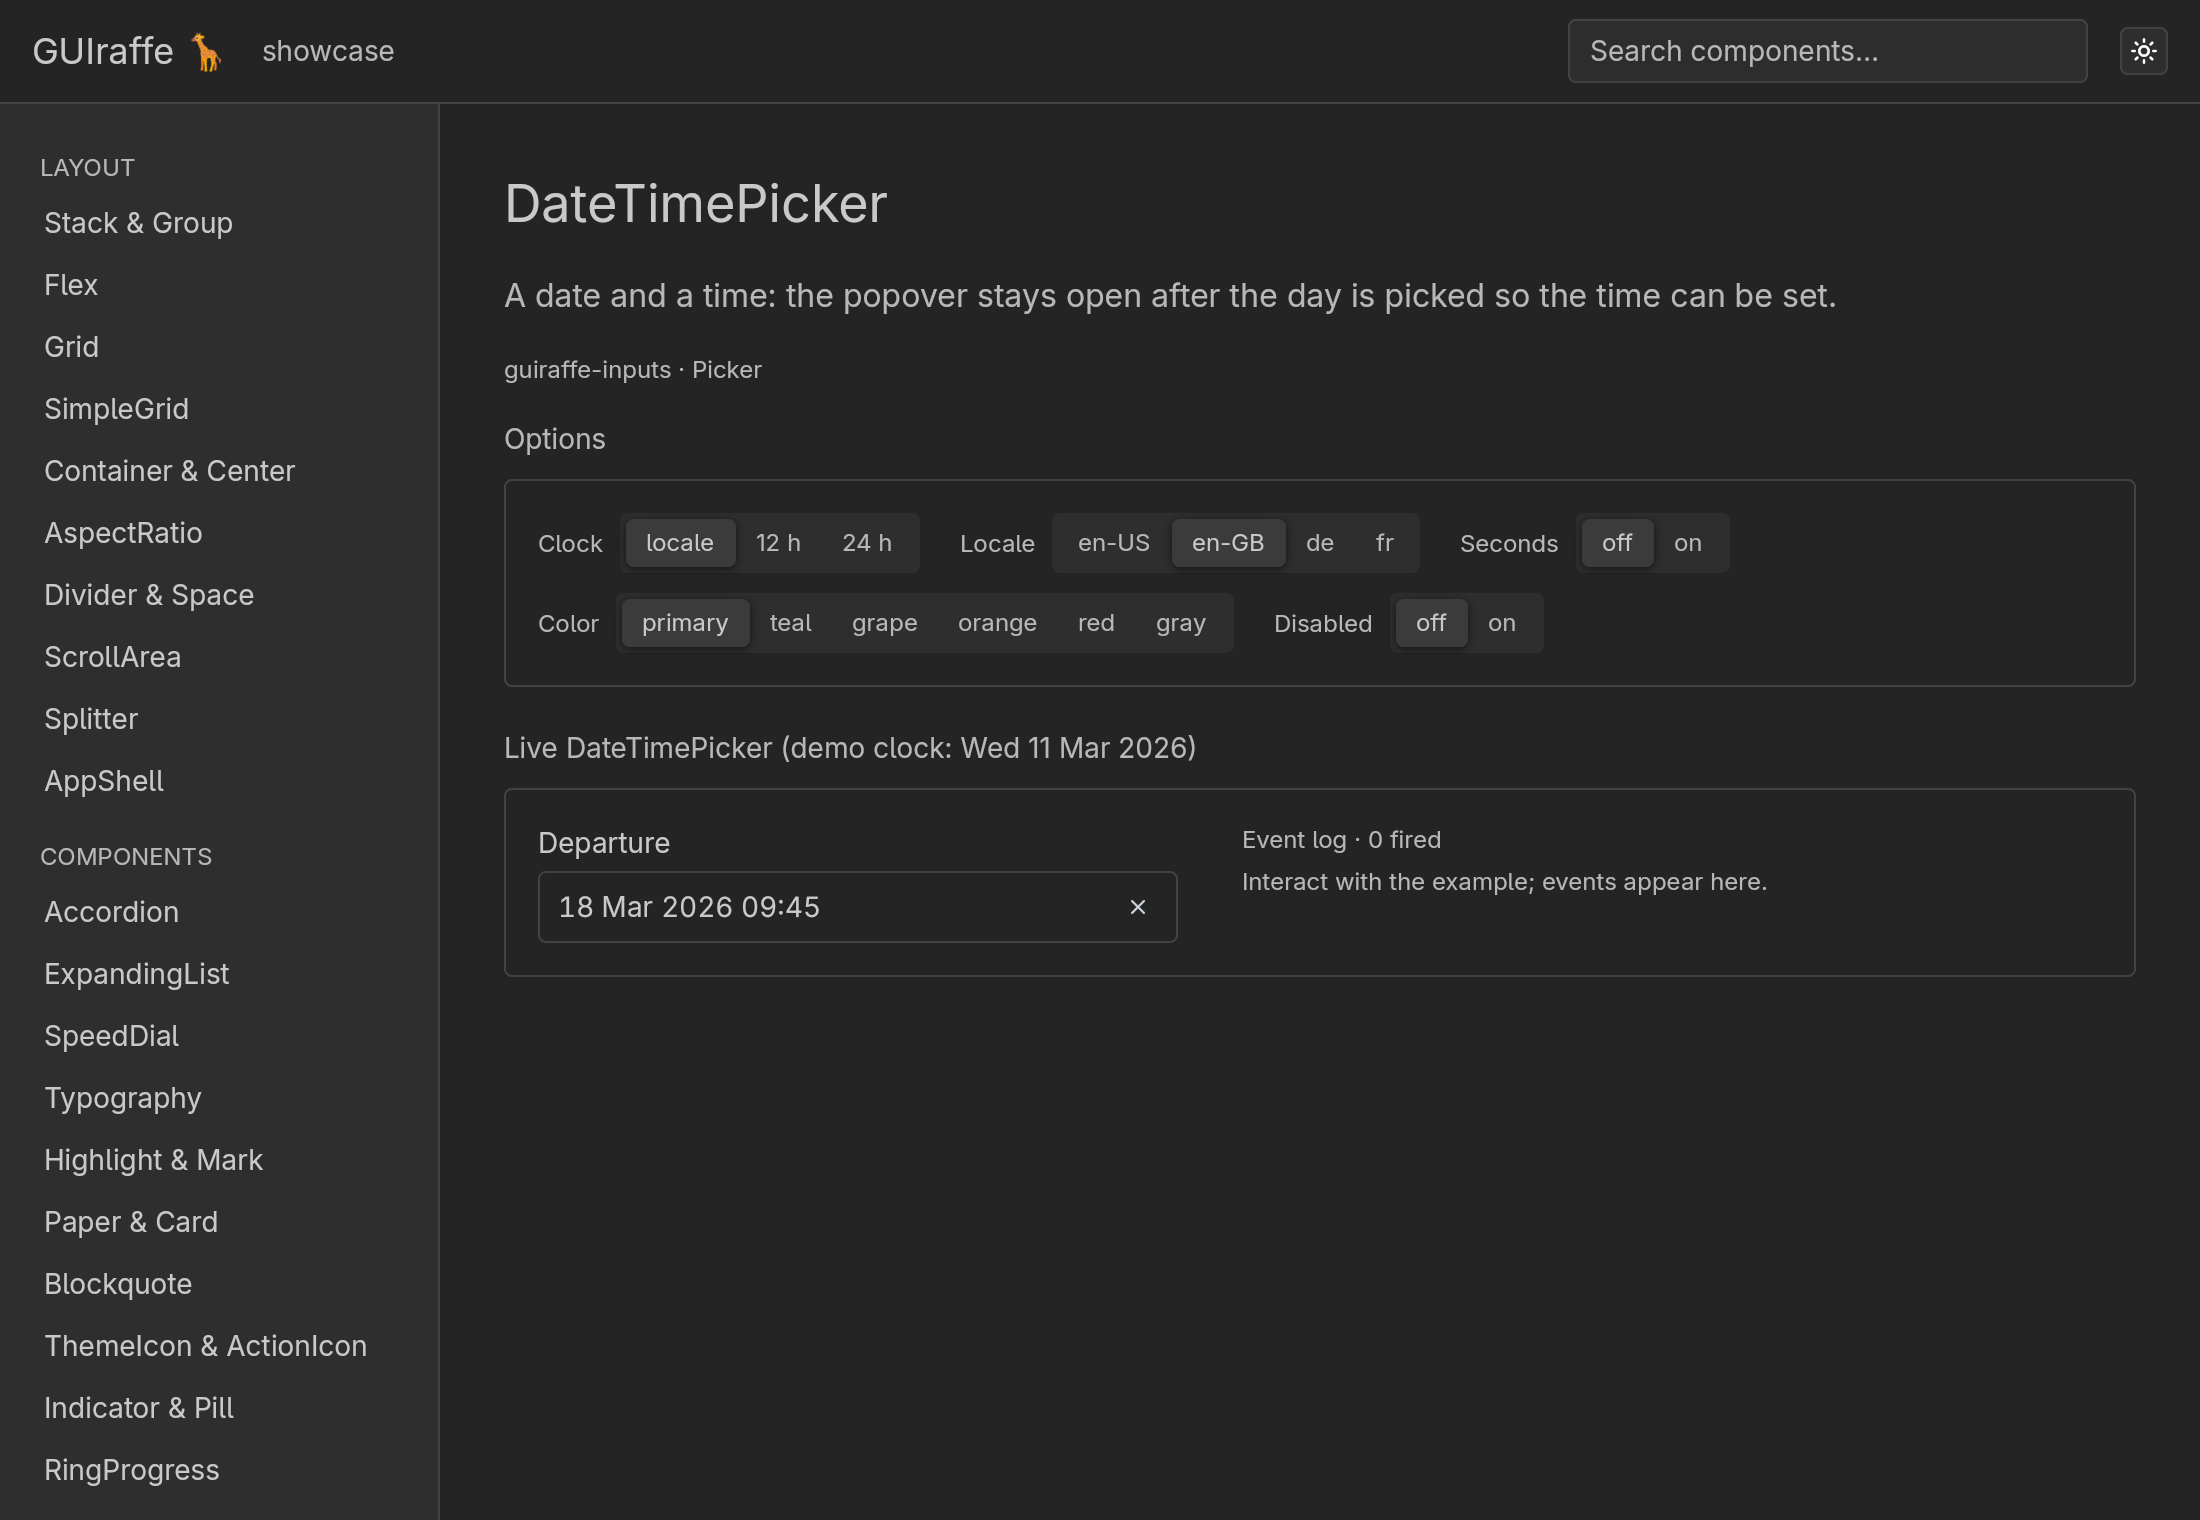 GUIraffe 🦒 showcase
Search components...
LAYOUT
Stack & Group
Flex
Grid
SimpleGrid
Container & Center
AspectRatio
Divider & Space
ScrollArea
Splitter
AppShell
COMPONENTS
Accordion
ExpandingList
SpeedDial
Typography
Highlight & Mark
Paper & Card
Blockquote
ThemeIcon & ActionIcon
Indicator & Pill
RingProgress
DateTimePicker
A date and a time: the popover stays open after the day is picked so the time can be set.
guiraffe-inputs · Picker
Options
Clock locale 12 h 24 h Locale en-US en-GB de fr Seconds off on
Color primary teal grape orange red gray Disabled off on
Live DateTimePicker (demo clock: Wed 11 Mar 2026)
Departure
18 Mar 2026 09:45
Event log · 0 fired
Interact with the example; events appear here.